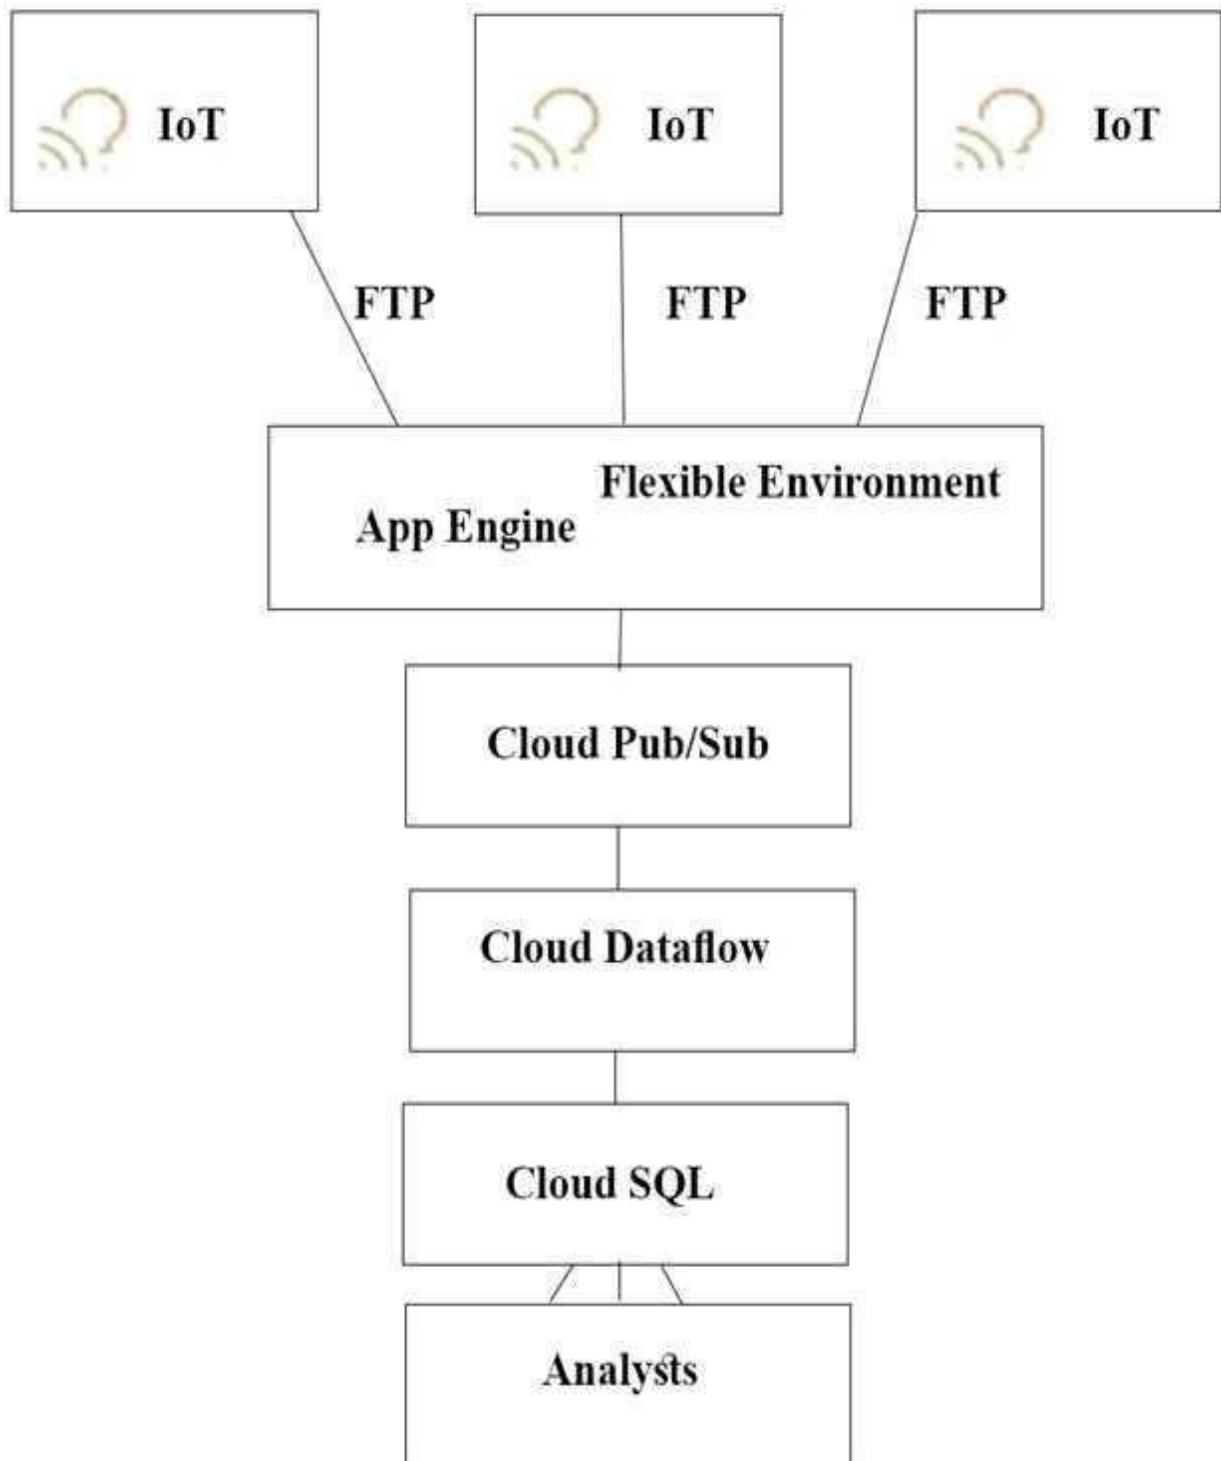 IoT
IoT
IoT
FTP
FTP
FTP
Flexible Environment
App Engine
Cloud Pub/Sub
Cloud Dataflow
Cloud SQL
Analysts